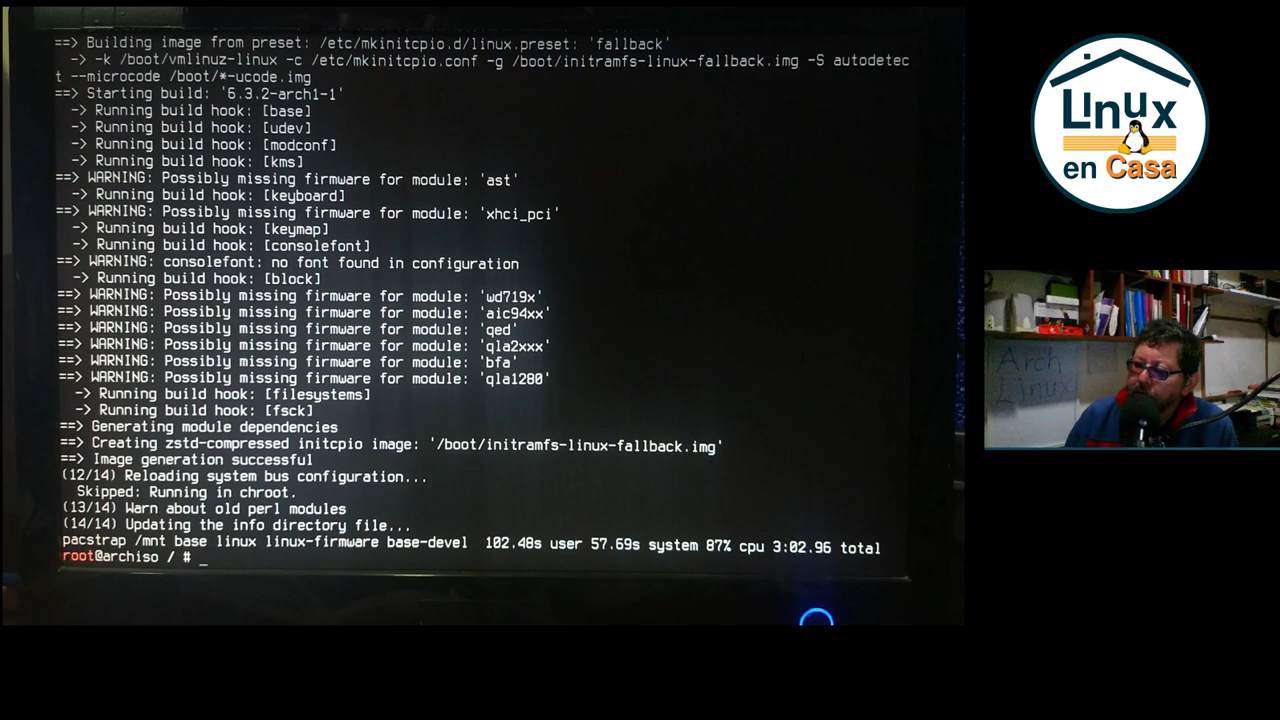 ==> Building image from preset: /etc/mkinitcpio.d/linux.preset: 'fallback'
-> -k /boot/vmlinuz-linux -c /etc/mkinitcpio.conf -g /boot/initramfs-linux-fallback.img -S autodetec
t --microcode /boot/*-ucode.img
==> Starting build: '6.3.2-arch1-1'
-> Running build hook: [base]
-> Running build hook: [udev]
-> Running build hook: [modconf]
-> Running build hook: [kms]
==> WARNING: Possibly missing firmware for module: 'ast'
-> Running build hook: [keyboard]
==> WARNING: Possibly missing firmware for module: 'xhci_pci'
-> Running build hook: [keymap]
-> Running build hook: [consolefont]
==> WARNING: consolefont: no font found in configuration
-> Running build hook: [block]
==> WARNING: Possibly missing firmware for module: 'wd719x'
==> WARNING: Possibly missing firmware for module: 'aic94xx'
==> WARNING: Possibly missing firmware for module: 'qed'
==> WARNING: Possibly missing firmware for module: 'qla2xxx'
==> WARNING: Possibly missing firmware for module: 'bfa'
==> WARNING: Possibly missing firmware for module: 'qla1280'
-> Running build hook: [filesystems]
-> Running build hook: [fsck]
==> Generating module dependencies
==> Creating zstd-compressed initcpio image: '/boot/initramfs-linux-fallback.img'
==> Image generation successful
(12/14) Reloading system bus configuration...
Skipped: Running in chroot.
(13/14) Warn about old perl modules
(14/14) Updating the info directory file...
pacstrap /mnt base linux linux-firmware base-devel 102.48s user 57.69s system 87% cpu 3:02.96 total
root@archiso / # _
Linux
en Casa
Arch
Linux